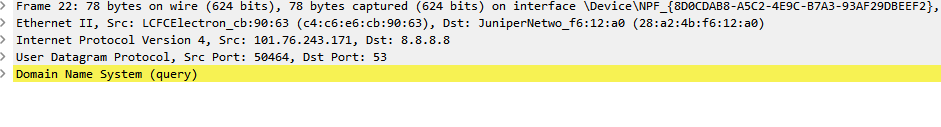 Frame 22: 78 bytes on wire (624 bits), 78 bytes captured (624 bits) on interface \Device\NPF_{8D0CDAB8-A5C2-4E9C-B7A3-93AF29DBEEF2},
Ethernet II, Src: LCFCElectron_cb:90:63 (c4:c6:e6:cb:90:63), Dst: JuniperNetwo_f6:12:a0 (28:a2:4b:f6:12:a0)
Internet Protocol Version 4, Src: 101.76.243.171, Dst: 8.8.8.8
User Datagram Protocol, Src Port: 50464, Dst Port: 53
Domain Name System (query)